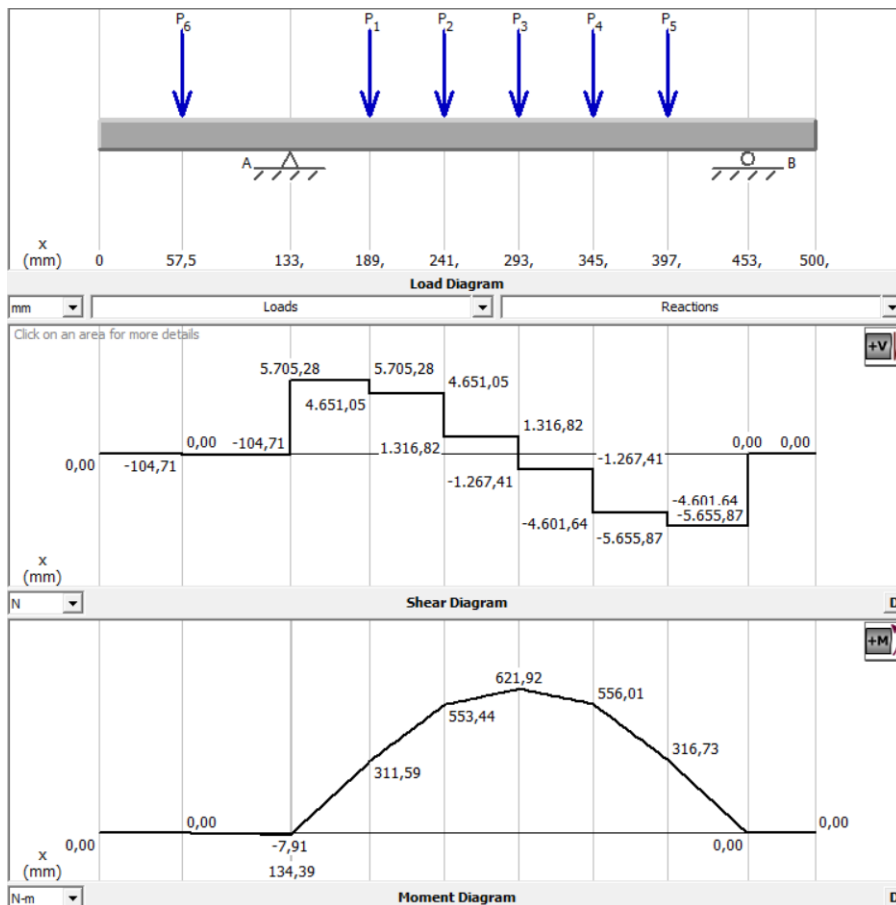 P6 P1 P2 P3 P4 P5
A B
x
(mm) 0 57,5 133, 189, 241, 293, 345, 397, 453, 500,
Load Diagram
mm Loads Reactions
Click on an area for more details
+V
5.705,28 5.705,28 4.651,05
4.651,05
0,00 -104,71 1.316,82 1.316,82 0,00 0,00
0,00 -104,71 -1.267,41 -1.267,41
-4.601,64 -4.601,64
-5.655,87 -5.655,87
x
(mm)
N Shear Diagram D
+M
621,92
553,44 556,01
311,59 316,73
0,00 0,00
0,00 -7,91 0,00
134,39
x
(mm)
N-m Moment Diagram D